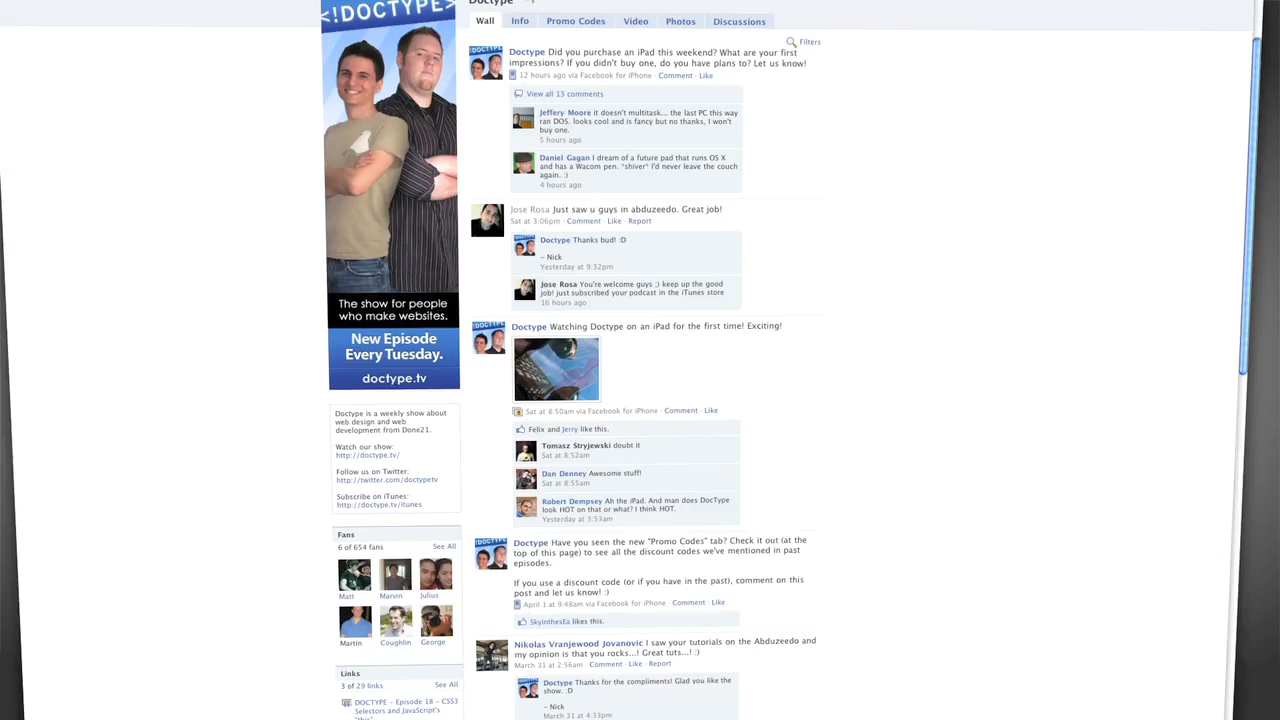 Doctype
<!DOCTYPE>
The show for people
who make websites.
New Episode
Every Tuesday.
doctype.tv
Doctype is a weekly show about
web design and web
development from Done21.
Watch our show:
http://doctype.tv/
Follow us on Twitter:
http://twitter.com/doctypetv
Subscribe on iTunes:
http://doctype.tv/itunes
Fans
6 of 654 fans See All
Matt Marvin Julius
Martin Coughlin George
Links
3 of 29 links See All
DOCTYPE - Episode 18 - CSS3
Selectors and JavaScript's
"this"
Wall Info Promo Codes Video Photos Discussions
Filters
Doctype Did you purchase an iPad this weekend? What are your first
impressions? If you didn't buy one, do you have plans to? Let us know!
12 hours ago via Facebook for iPhone · Comment · Like
View all 13 comments
Jeffery Moore it doesn't multitask... the last PC this way
ran DOS. looks cool and is fancy but no thanks, I won't
buy one.
5 hours ago
Daniel Gagan I dream of a future pad that runs OS X
and has a Wacom pen. *shiver* I'd never leave the couch
again. :)
4 hours ago
Jose Rosa Just saw u guys in abduzeedo. Great job!
Sat at 3:06pm · Comment · Like · Report
Doctype Thanks bud! :D
- Nick
Yesterday at 9:32pm
Jose Rosa You're welcome guys ;) keep up the good
job! just subscribed your podcast in the iTunes store
16 hours ago
Doctype Watching Doctype on an iPad for the first time! Exciting!
Sat at 8:50am via Facebook for iPhone · Comment · Like
Felix and Jerry like this.
Tomasz Stryjewski doubt it
Sat at 8:52am
Dan Denney Awesome stuff!
Sat at 8:55am
Robert Dempsey Ah the iPad. And man does DocType
look HOT on that or what? I think HOT.
Yesterday at 3:53am
Doctype Have you seen the new "Promo Codes" tab? Check it out (at the
top of this page) to see all the discount codes we've mentioned in past
episodes.
If you use a discount code (or if you have in the past), comment on this
post and let us know! :)
April 1 at 9:48am via Facebook for iPhone · Comment · Like
SkyinthesEa likes this.
Nikolas Vranjewood Jovanovic I saw your tutorials on the Abduzeedo and
my opinion is that you rocks...! Great tuts...! :)
March 31 at 2:56am · Comment · Like · Report
Doctype Thanks for the compliments! Glad you like the
show. :D
- Nick
March 31 at 4:33pm